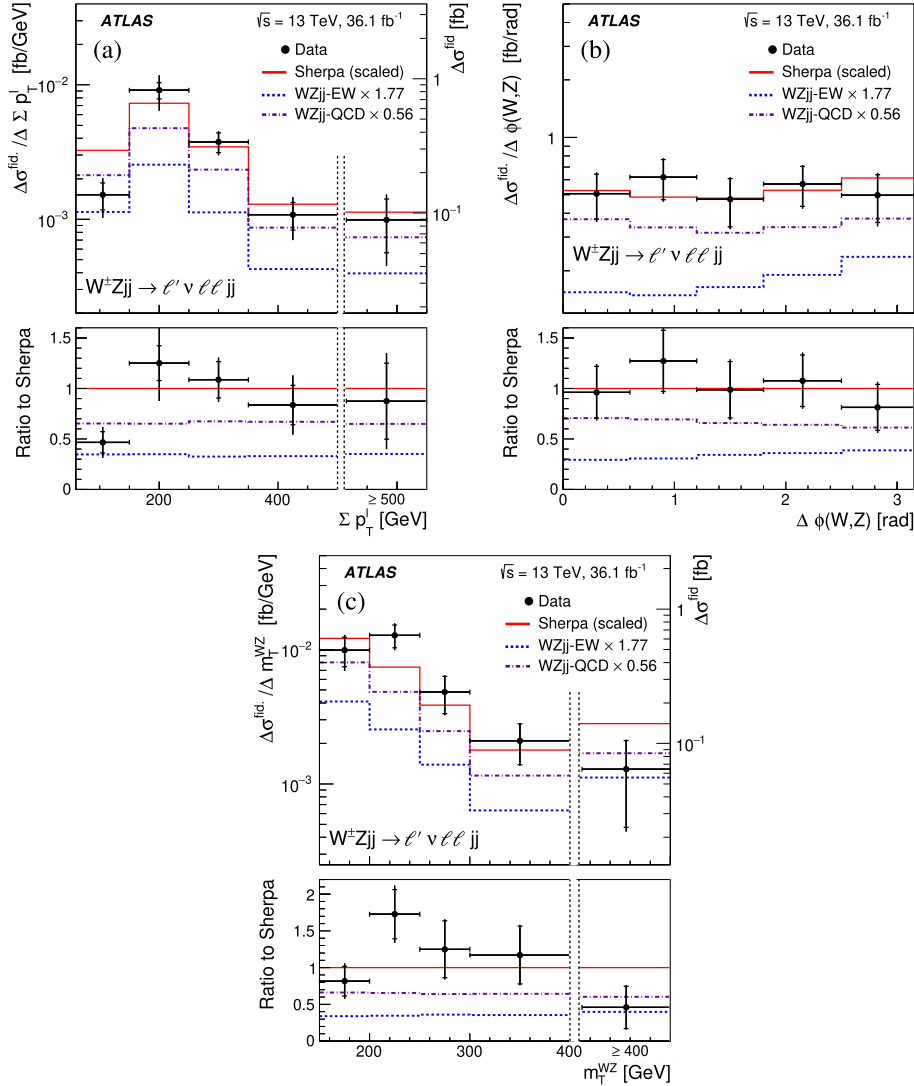 ATLAS
√s = 13 TeV, 36.1 fb⁻¹
(a)
Data
Sherpa (scaled)
WZjj-EW × 1.77
WZjj-QCD × 0.56
Δσ^fid. / Δ Σ p_T^l [fb/GeV]
Δσ^fid [fb]
10⁻²
10⁻³
1
10⁻¹
W±Zjj → ℓ′ ν ℓℓ jj
Ratio to Sherpa
1.5
1
0.5
0
200
400
≥ 500
Σ p_T^l [GeV]
ATLAS
√s = 13 TeV, 36.1 fb⁻¹
(b)
Data
Sherpa (scaled)
WZjj-EW × 1.77
WZjj-QCD × 0.56
Δσ^fid. / Δ ϕ(W,Z) [fb/rad]
1
W±Zjj → ℓ′ ν ℓℓ jj
Ratio to Sherpa
1.5
1
0.5
0
0
1
2
3
Δ ϕ(W,Z) [rad]
ATLAS
√s = 13 TeV, 36.1 fb⁻¹
(c)
Data
Sherpa (scaled)
WZjj-EW × 1.77
WZjj-QCD × 0.56
Δσ^fid. / Δ m_T^WZ [fb/GeV]
Δσ^fid [fb]
10⁻²
10⁻³
1
10⁻¹
W±Zjj → ℓ′ ν ℓℓ jj
Ratio to Sherpa
2
1.5
1
0.5
0
200
300
400
≥ 400
m_T^WZ [GeV]